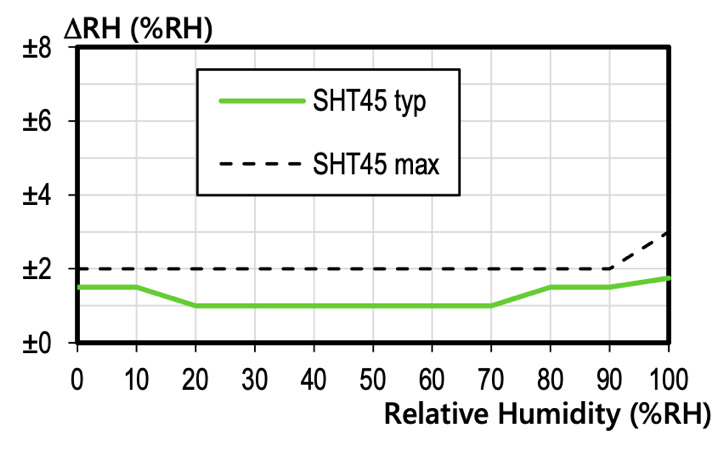 ΔRH (%RH)
±8
SHT45 typ
±6
SHT45 max
±4
±2
±0
0 10 20 30 40 50 60 70 80 90 100
Relative Humidity (%RH)